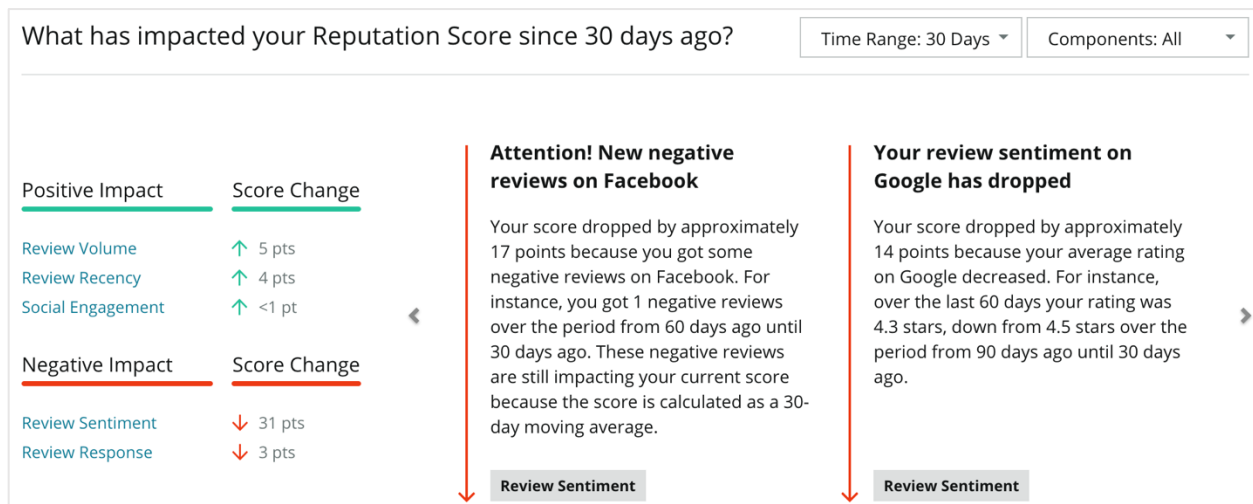 What has impacted your Reputation Score since 30 days ago?
Time Range: 30 Days
Components: All
Positive Impact
Score Change
Review Volume
5 pts
Review Recency
4 pts
Social Engagement
<1 pt
Negative Impact
Score Change
Review Sentiment
31 pts
Review Response
3 pts
Attention! New negative
reviews on Facebook
Your score dropped by approximately
17 points because you got some
negative reviews on Facebook. For
instance, you got 1 negative reviews
over the period from 60 days ago until
30 days ago. These negative reviews
are still impacting your current score
because the score is calculated as a 30-
day moving average.
Review Sentiment
Your review sentiment on
Google has dropped
Your score dropped by approximately
14 points because your average rating
on Google decreased. For instance,
over the last 60 days your rating was
4.3 stars, down from 4.5 stars over the
period from 90 days ago until 30 days
ago.
Review Sentiment